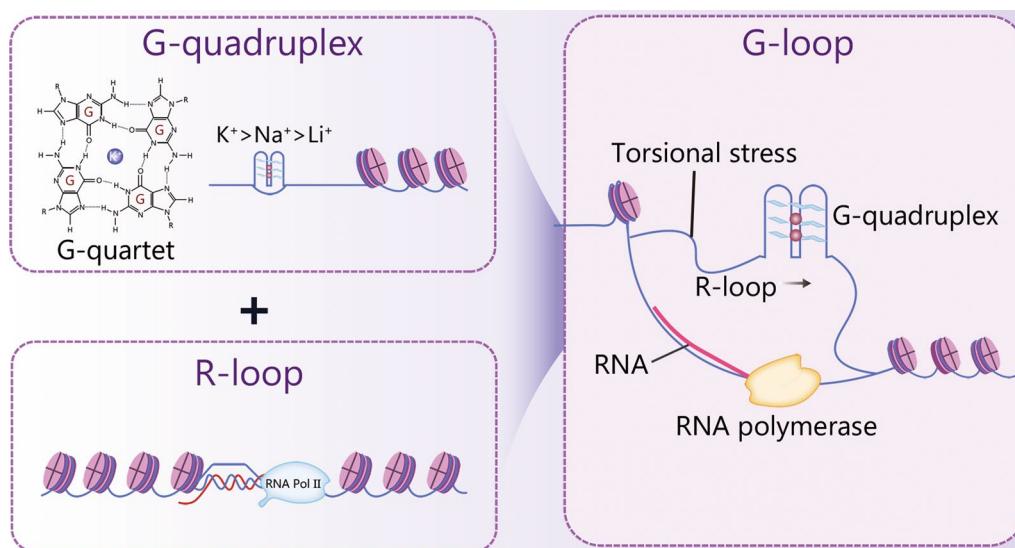 G-quadruplex
R
H
N
N
H
N
H
N
R
H
G
N
N
N
H
O
G
H
N
O
N
N
H
K⁺
N
H
H
O
H
N
N
H
N
G
O
H
N
N
H
N
N
G
R
N
H
N
N
R
H
H
G-quartet
K⁺>Na⁺>Li⁺
+
R-loop
RNA Pol II
G-loop
Torsional stress
G-quadruplex
R-loop
RNA
RNA polymerase